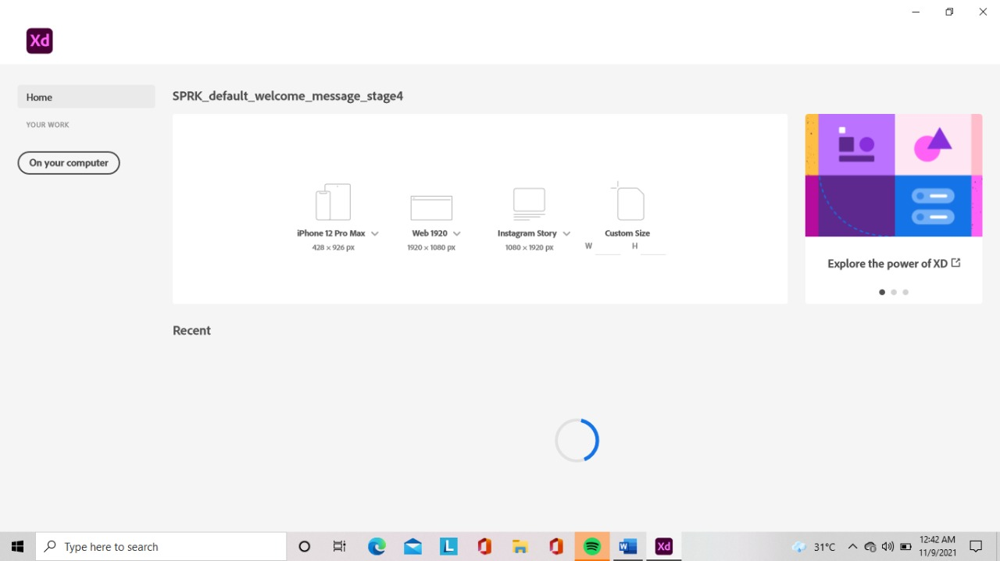 Xd
Home
YOUR WORK
On your computer
SPRK_default_welcome_message_stage4
iPhone 12 Pro Max
428 × 926 px
Web 1920
1920 × 1080 px
Instagram Story
1080 × 1920 px
Custom Size
W H
Explore the power of XD
Recent
Type here to search
L
W
Xd
31°C
12:42 AM
11/9/2021